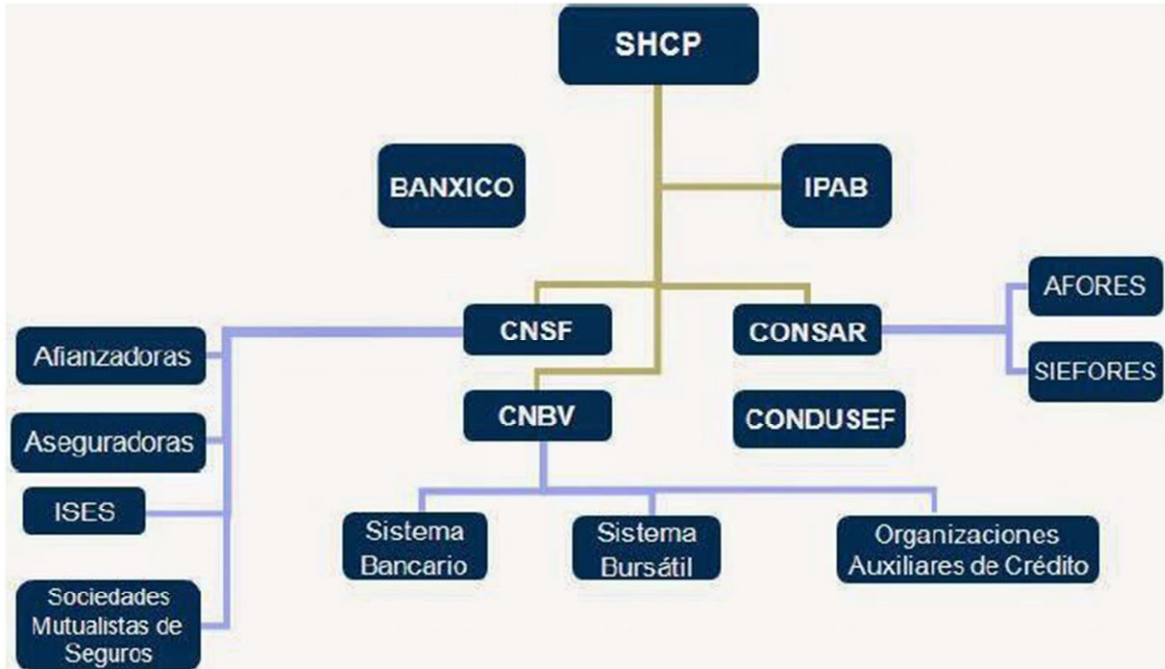 SHCP
BANXICO
IPAB
CNSF
CONSAR
AFORES
SIEFORES
Afianzadoras
Aseguradoras
ISES
Sociedades
Mutualistas de
Seguros
CNBV
CONDUSEF
Sistema
Bancario
Sistema
Bursátil
Organizaciones
Auxiliares de Crédito